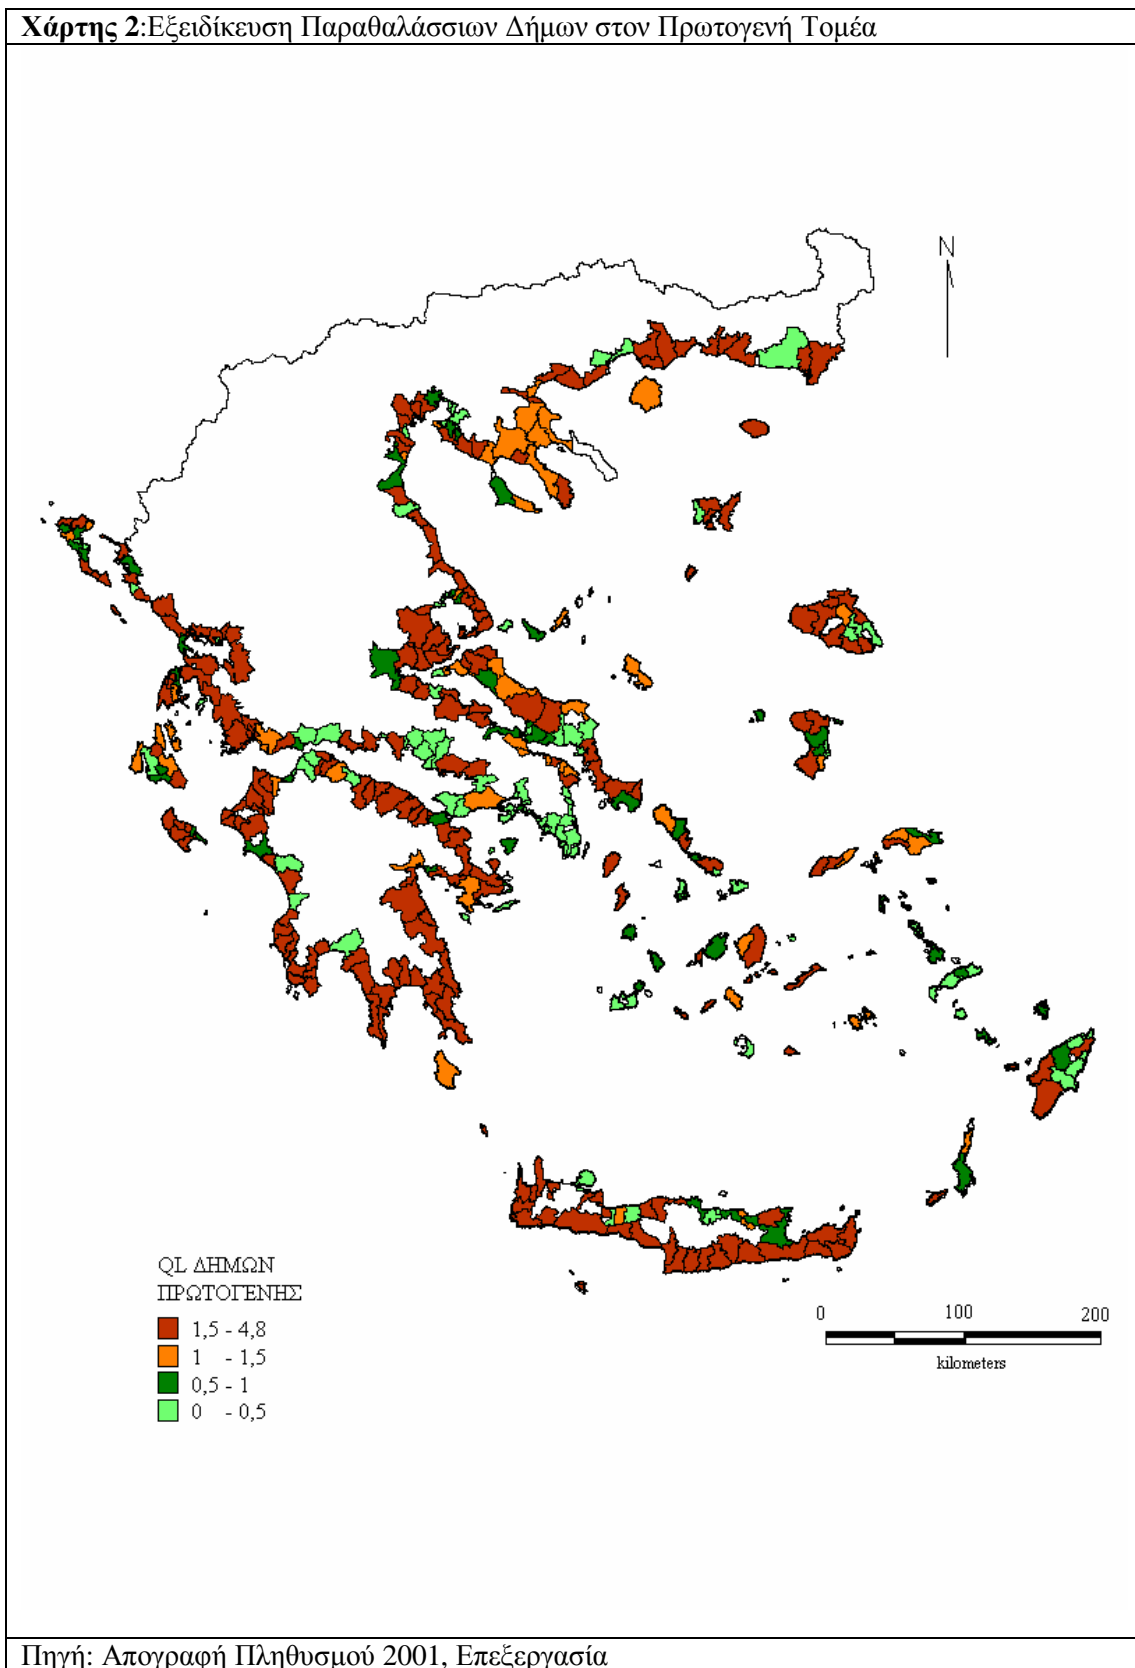 Χάρτης 2:Εξειδίκευση Παραθαλάσσιων Δήμων στον Πρωτογενή Τομέα
N
QL ΔΗΜΩΝ
ΠΡΩΤΟΓΕΝΗΣ
1,5 - 4,8
1 - 1,5
0,5 - 1
0 - 0,5
0 100 200
kilometers
Πηγή: Απογραφή Πληθυσμού 2001, Επεξεργασία